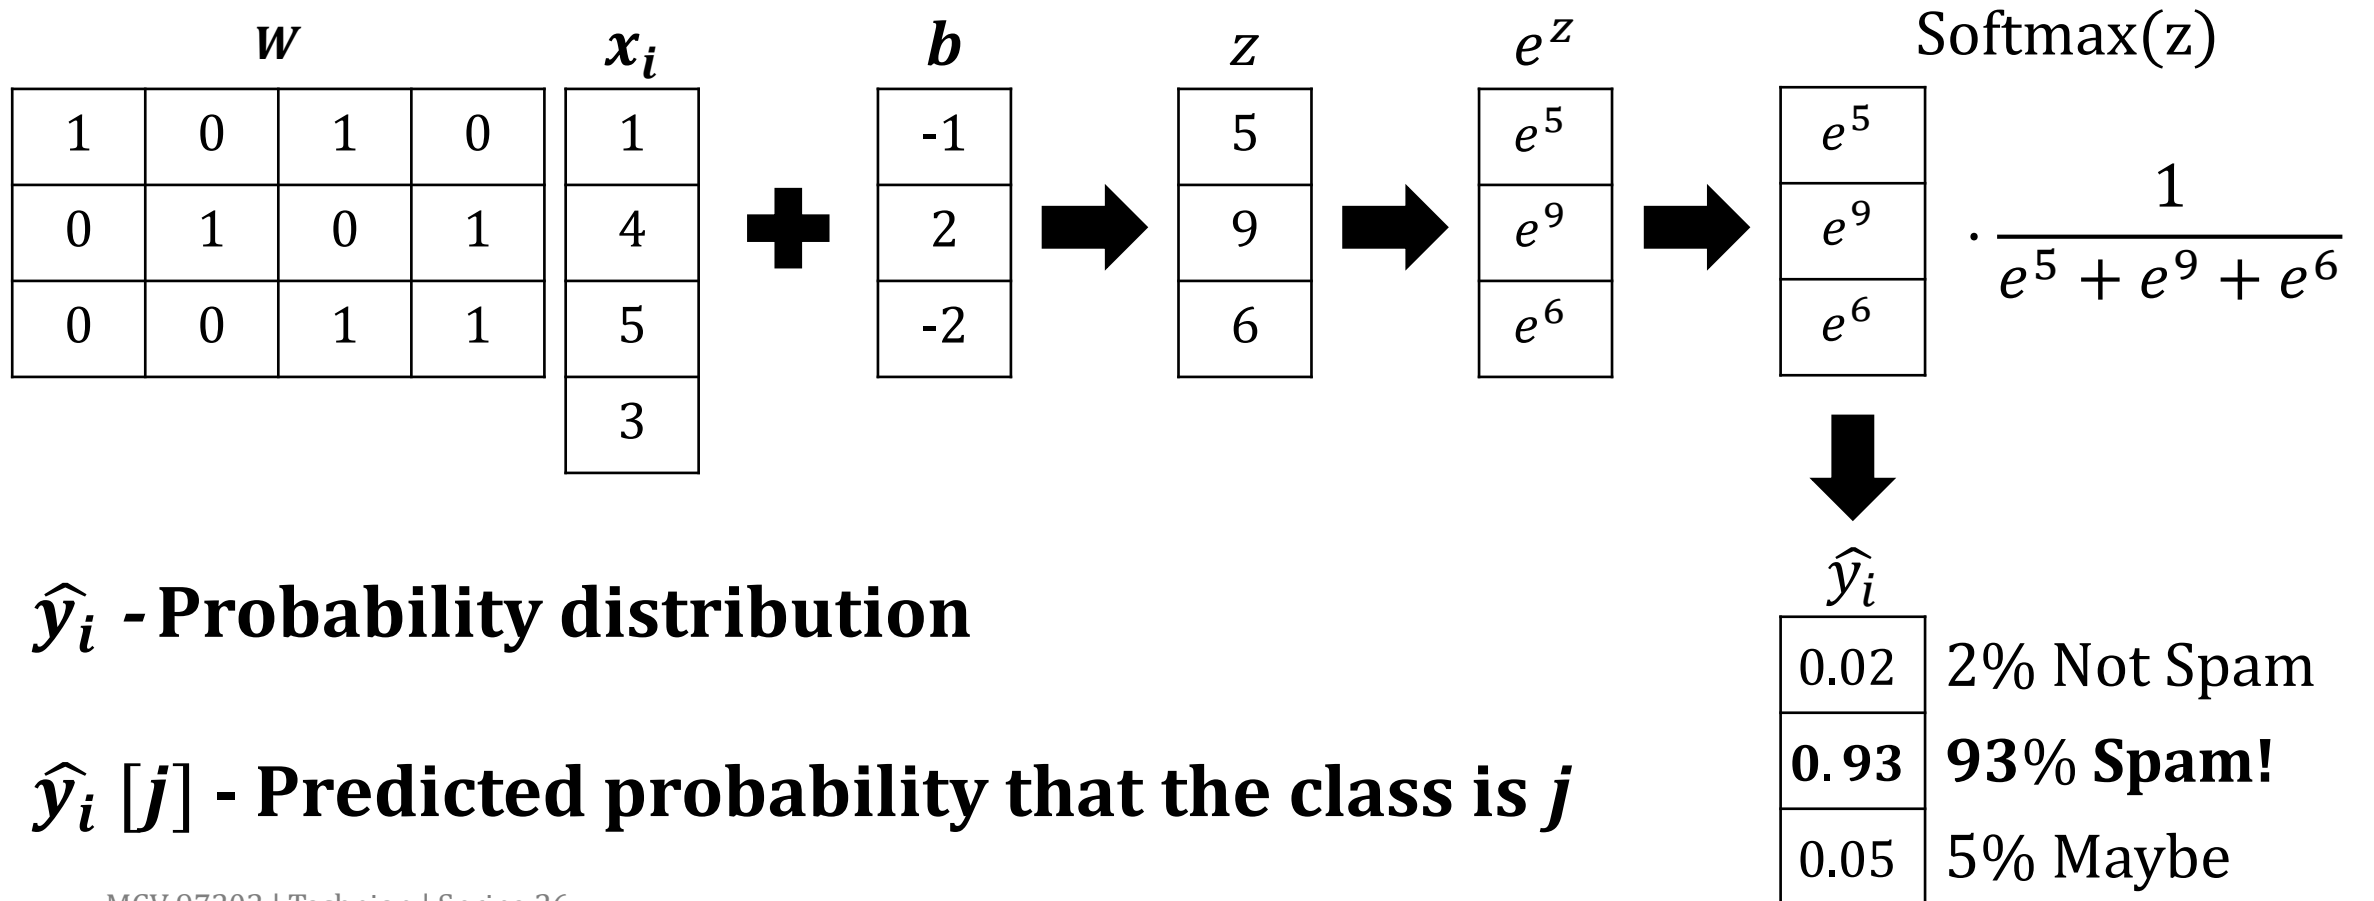 W x_i b z e^z Softmax(z)
1 0 1 0 1 -1 5 e^5 e^5
0 1 0 1 4 2 9 e^9 e^9 · 1/(e^5 + e^9 + e^6)
0 0 1 1 5 -2 6 e^6 e^6
3
ŷ_i
ŷ_i - Probability distribution
0.02 2% Not Spam
0.93 93% Spam!
ŷ_i [j] - Predicted probability that the class is j
0.05 5% Maybe